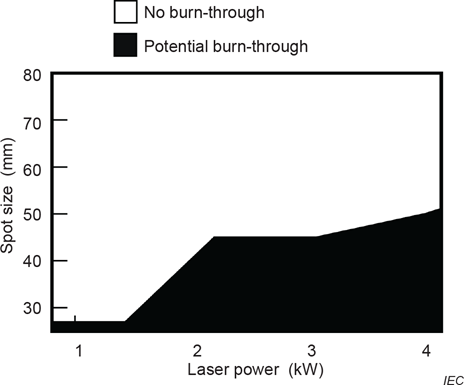 No burn-through
Potential burn-through
80
70
60
50
40
30
Spot size (mm)
1 2 3 4
Laser power (kW)
IEC